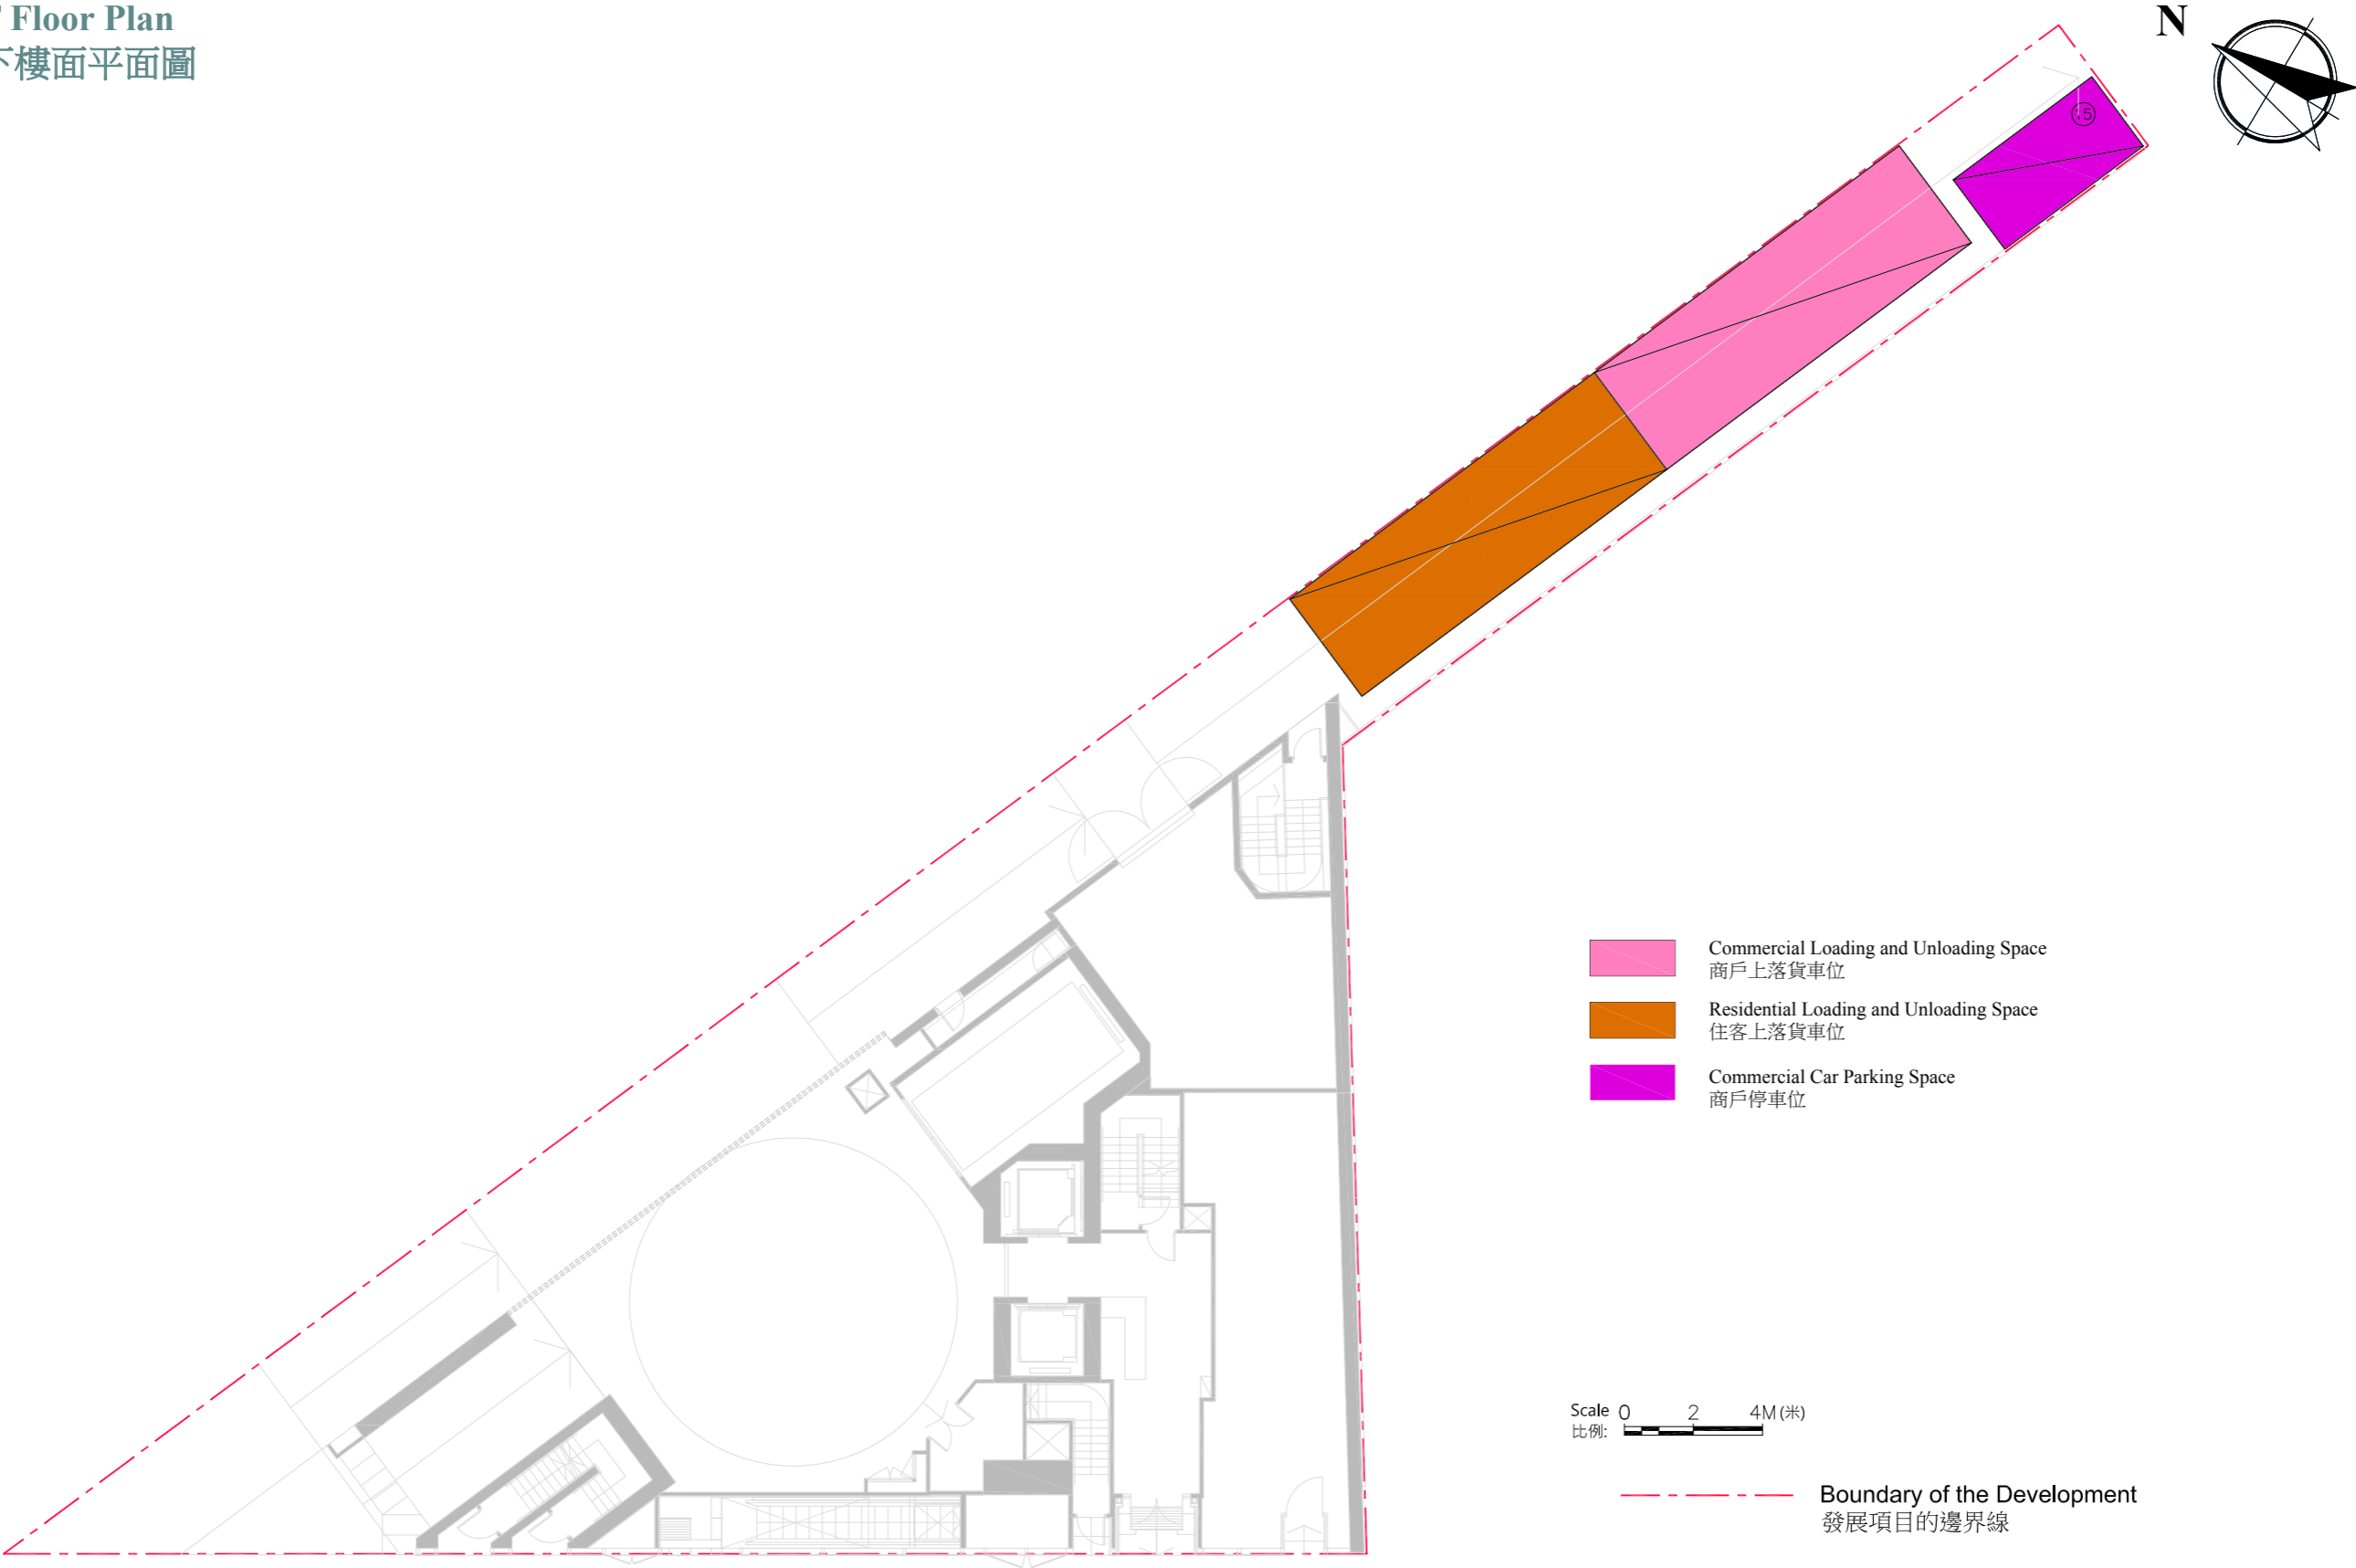 Floor Plan
樓面平面圖
N
15
Commercial Loading and Unloading Space
商戶上落貨車位
Residential Loading and Unloading Space
住客上落貨車位
Commercial Car Parking Space
商戶停車位
Scale 0 2 4M(米)
比例:
Boundary of the Development
發展項目的邊界線